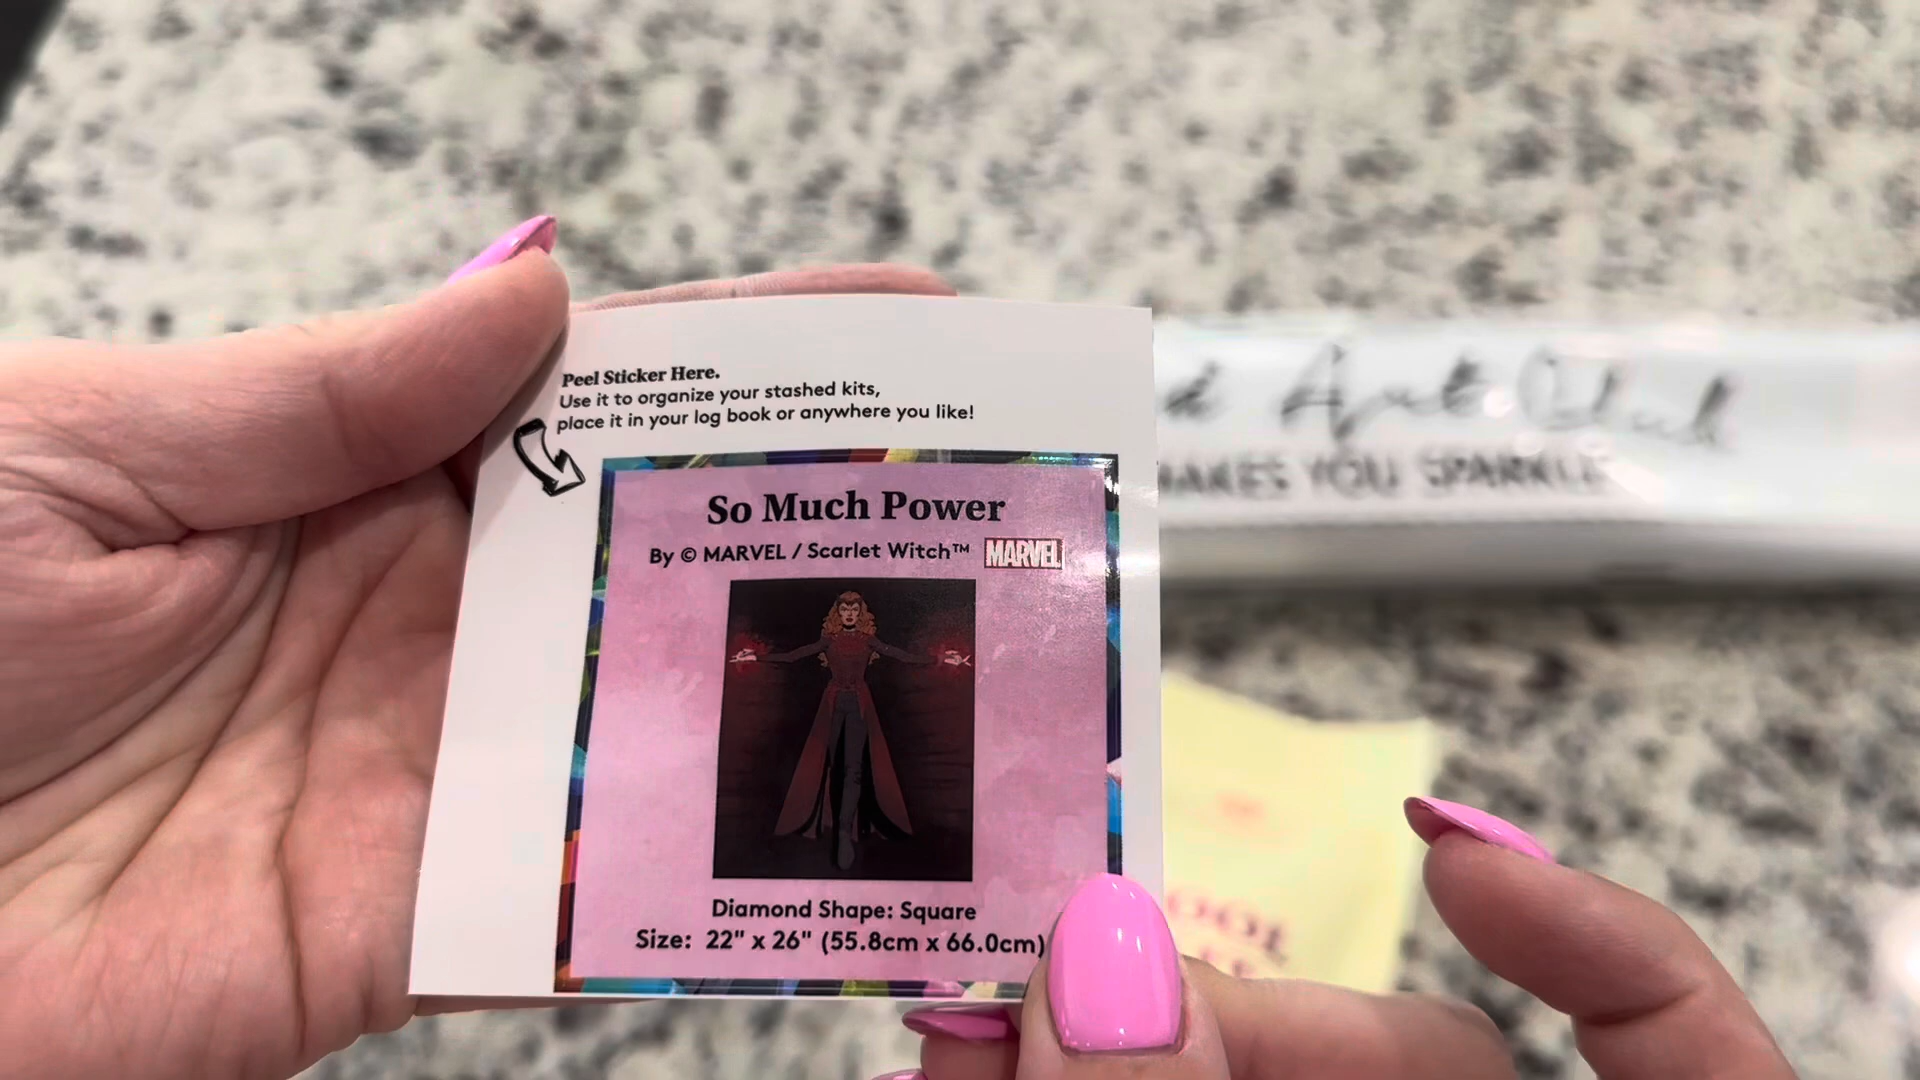 Peel Sticker Here.
Use it to organize your stashed kits,
place it in your log book or anywhere you like!
So Much Power
By © MARVEL / Scarlet Witch™ MARVEL
Diamond Shape: Square
Size: 22" x 26" (55.8cm x 66.0cm)
Art Club
MAKES YOU SPARKLE